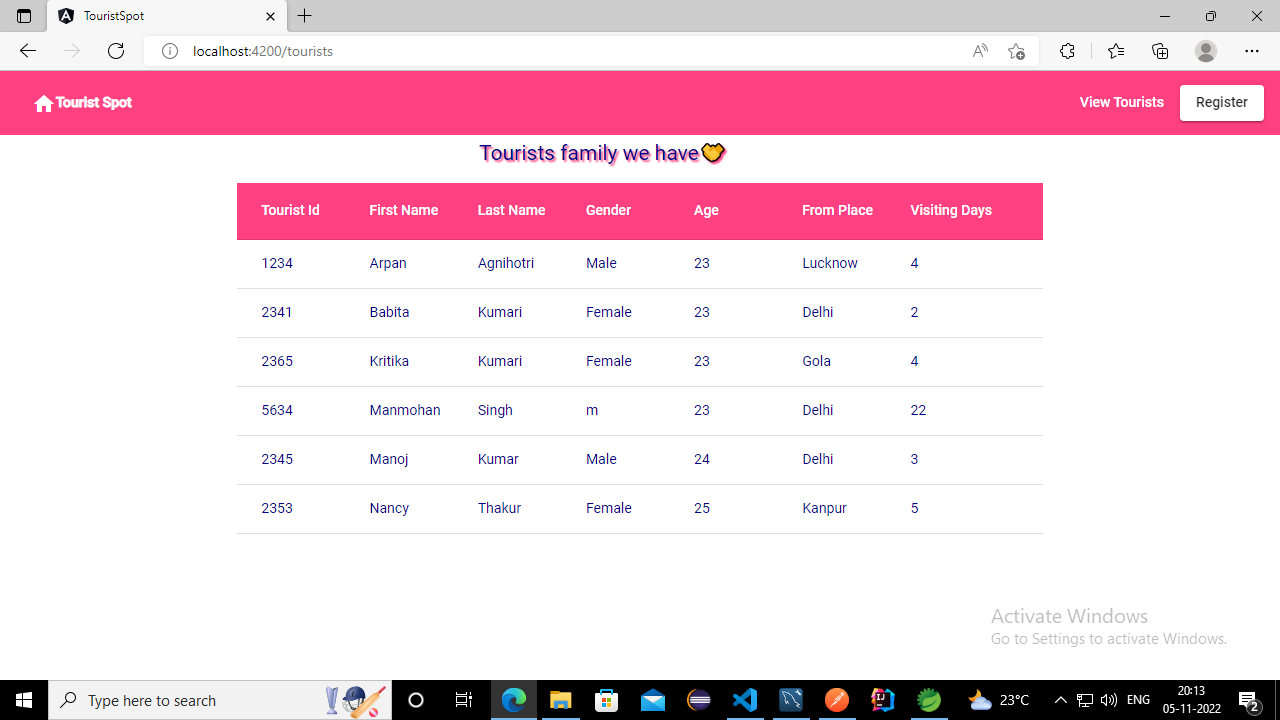 TouristSpot
localhost:4200/tourists
Tourist Spot View Tourists Register
Tourists family we have
Tourist Id First Name Last Name Gender Age From Place Visiting Days
1234 Arpan Agnihotri Male 23 Lucknow 4
2341 Babita Kumari Female 23 Delhi 2
2365 Kritika Kumari Female 23 Gola 4
5634 Manmohan Singh m 23 Delhi 22
2345 Manoj Kumar Male 24 Delhi 3
2353 Nancy Thakur Female 25 Kanpur 5
Activate Windows
Go to Settings to activate Windows.
Type here to search 23°C ENG 20:13
05-11-2022 2